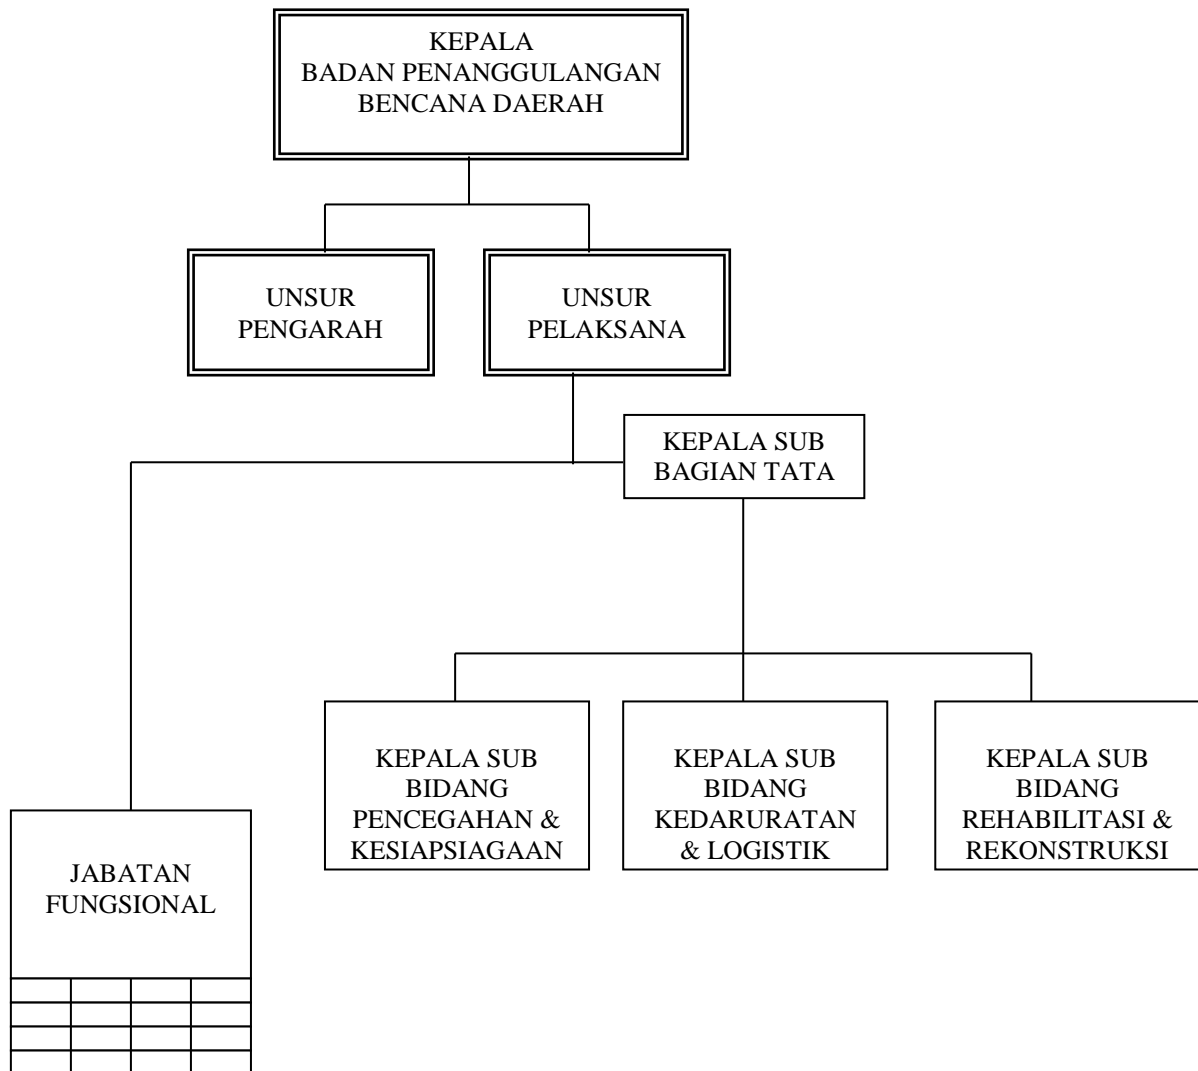 KEPALA
BADAN PENANGGULANGAN
BENCANA DAERAH
UNSUR
PENGARAH
UNSUR
PELAKSANA
KEPALA SUB
BAGIAN TATA
KEPALA SUB
BIDANG
PENCEGAHAN &
KESIAPSIAGAAN
KEPALA SUB
BIDANG
KEDARURATAN
& LOGISTIK
KEPALA SUB
BIDANG
REHABILITASI &
REKONSTRUKSI
JABATAN
FUNGSIONAL